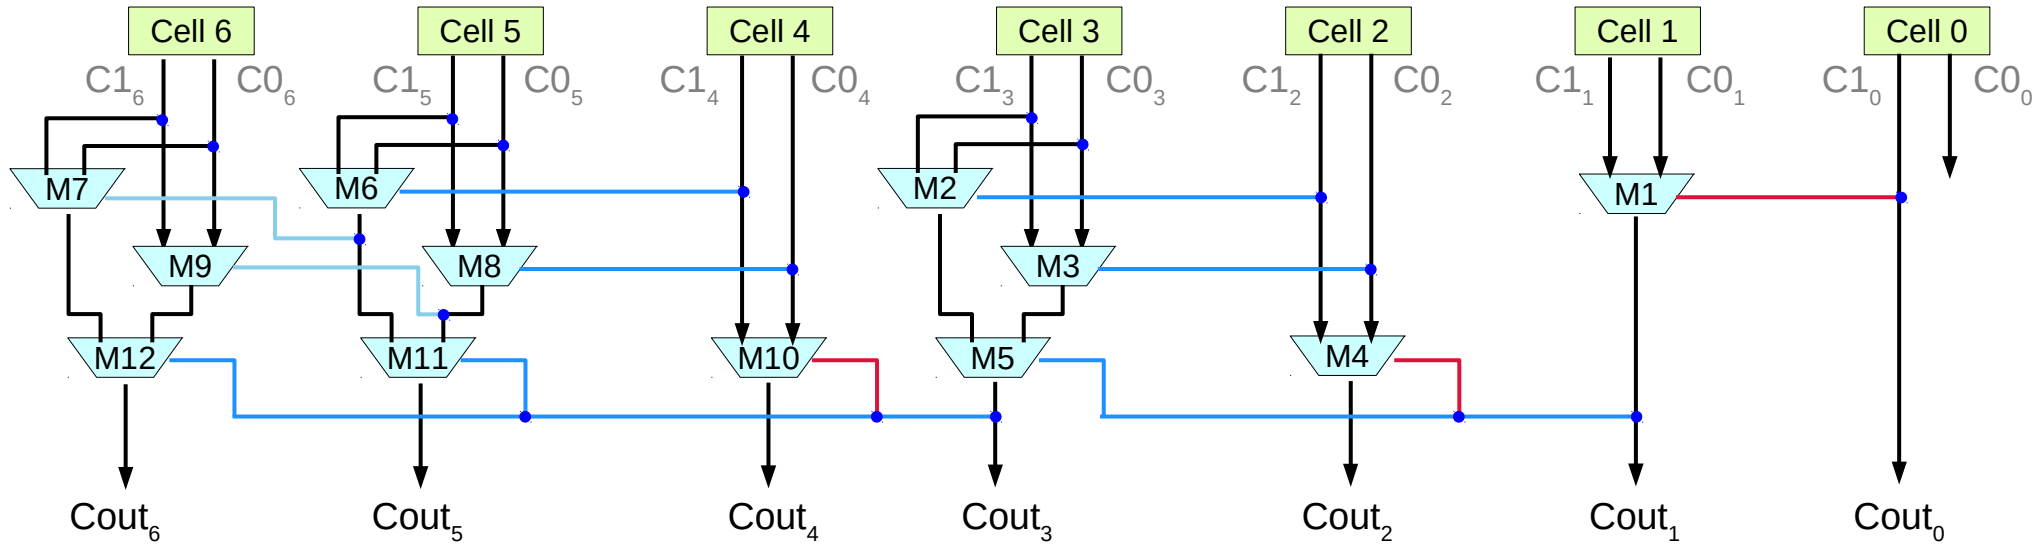 Cell 6 Cell 5 Cell 4 Cell 3 Cell 2 Cell 1 Cell 0
C1₆ C0₆ C1₅ C0₅ C1₄ C0₄ C1₃ C0₃ C1₂ C0₂ C1₁ C0₁ C1₀ C0₀
M7 M6 M2 M1
M9 M8 M3
M12 M11 M10 M5 M4
Cout₆ Cout₅ Cout₄ Cout₃ Cout₂ Cout₁ Cout₀